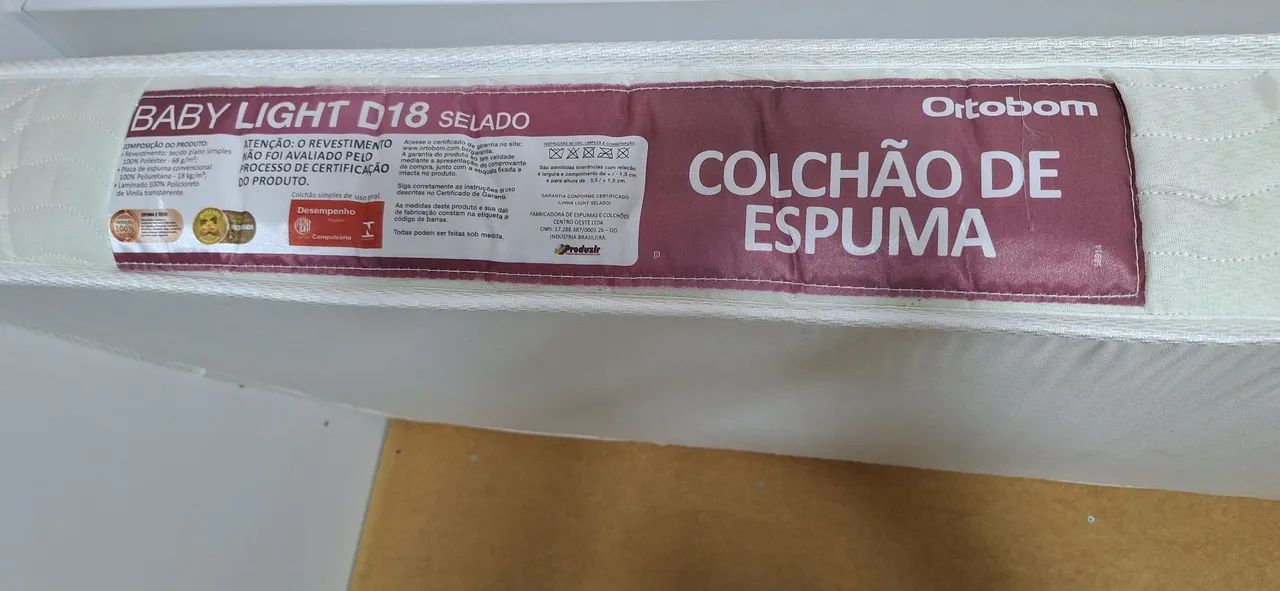 BABY LIGHT D18 SELADO
COMPOSIÇÃO DO PRODUTO:
• Revestimento: tecido plano simples
100% Poliéster - 68 g/m²;
• Placa de espuma convencional
100% Poliuretano - 18 kg/m³;
• Laminado 100% Policloreto
de Vinila transparente.
100%
ATENÇÃO: O REVESTIMENTO
NÃO FOI AVALIADO PELO
PROCESSO DE CERTIFICAÇÃO
DO PRODUTO.
Colchão simples de uso geral.
Desempenho
Compulsório
Acesse o certificado de garantia no site:
www.ortobom.com.br/garantia.
A garantia do produto só tem validade
mediante a apresentação do comprovante
de compra, junto com a etiqueta fixada e
intacta no produto.
Siga corretamente as instruções de uso
descritas no Certificado de Garantia.
As medidas deste produto e sua data
de fabricação constam na etiqueta de
código de barras.
Todas podem ser feitas sob medida.
INSTRUÇÕES DE USO, LIMPEZA E CONSERVAÇÃO
São admitidas tolerâncias com relação
à largura e comprimento de + / - 1,5 cm
e para altura de - 0,5 / + 1,5 cm
GARANTIA CONFORME CERTIFICADO
(LINHA LIGHT SELADO)
FABRICADORA DE ESPUMAS E COLCHÕES
CENTRO OESTE LTDA
CNPJ: 17.288.387/0001-26 – GO
INDÚSTRIA BRASILEIRA.
Produzir
Ortobom
COLCHÃO DE
ESPUMA